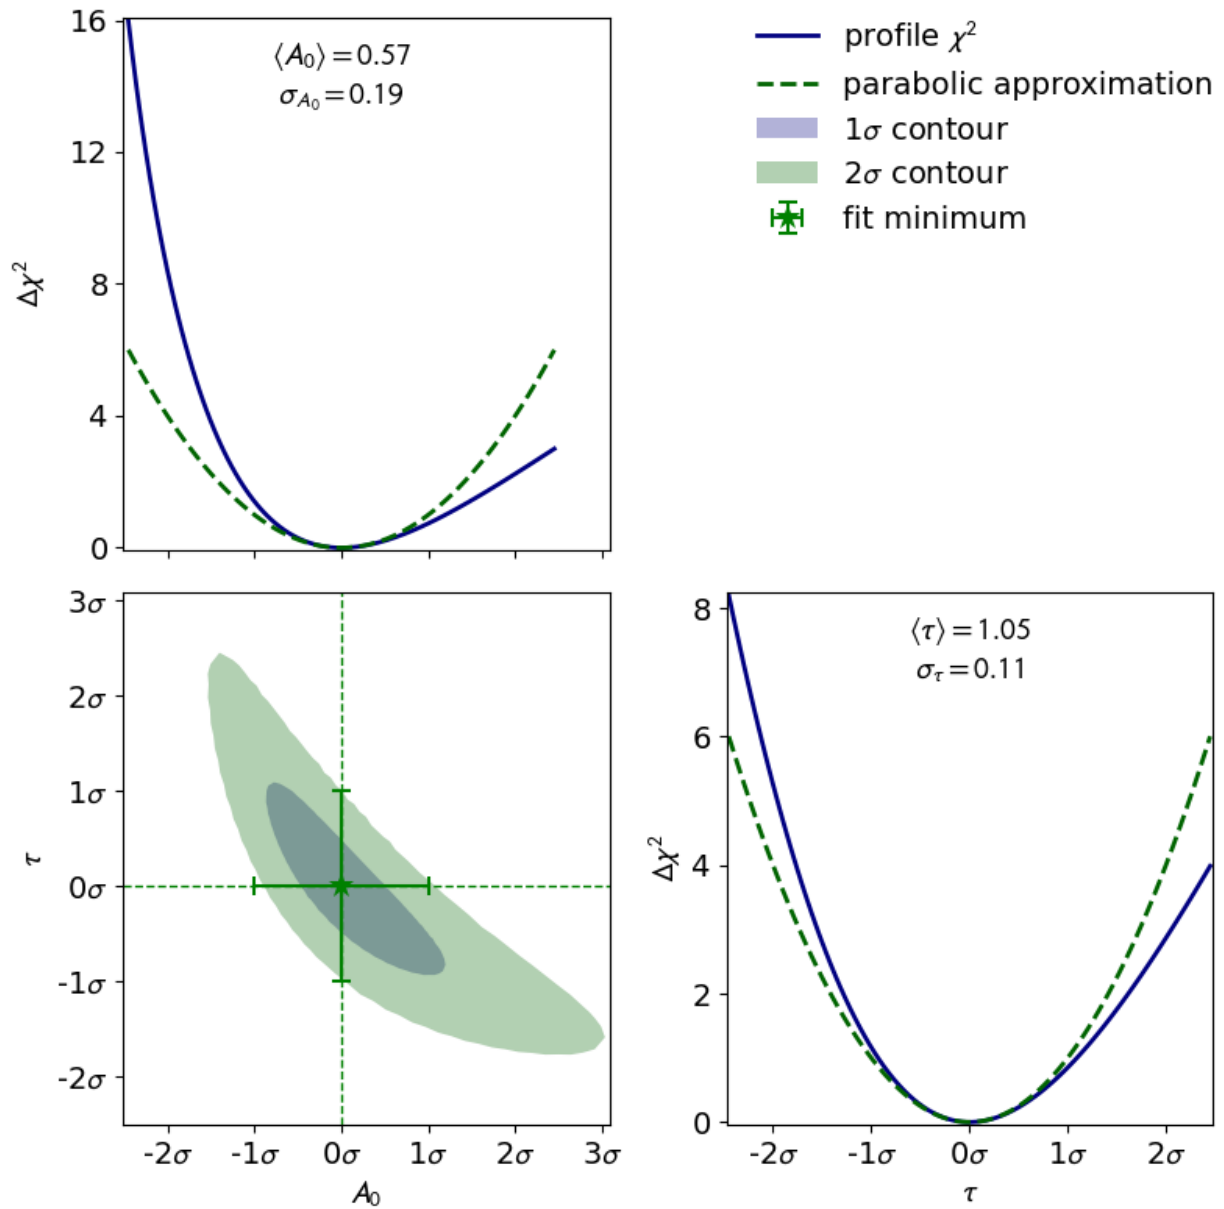 16
12
8
4
0
Δχ²
⟨A₀⟩ = 0.57
σ_A₀ = 0.19
profile χ²
parabolic approximation
1σ contour
2σ contour
fit minimum
3σ
2σ
1σ
0σ
-1σ
-2σ
τ
-2σ -1σ 0σ 1σ 2σ 3σ
A₀
8
6
4
2
0
Δχ²
⟨τ⟩ = 1.05
σ_τ = 0.11
-2σ -1σ 0σ 1σ 2σ
τ